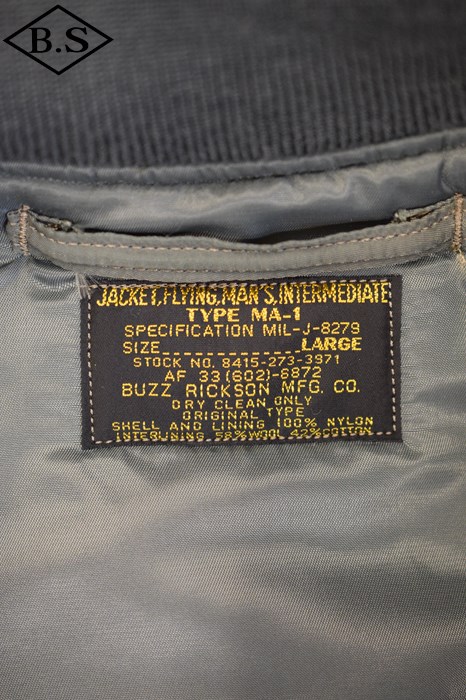 B.S
JACKET,FLYING,MAN'S,INTERMEDIATE
TYPE MA-1
SPECIFICATION MIL-J-8279
SIZE LARGE
STOCK NO. 8415-273-3971
AF 33(602)-6872
BUZZ RICKSON MFG. CO.
DRY CLEAN ONLY
ORIGINAL TYPE
SHELL AND LINING 100% NYLON
INTERLINING 58%WOOL 42%COTTON